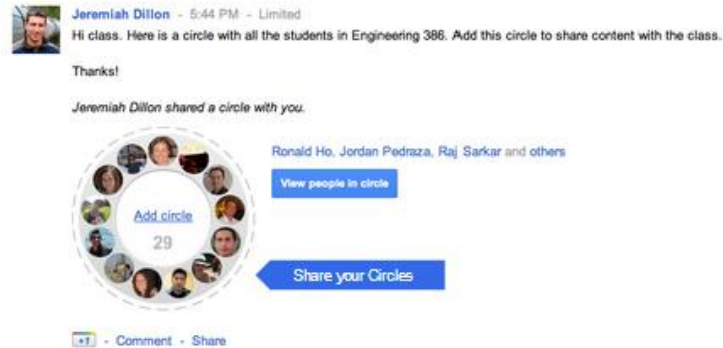 Jeremiah Dillon - 5:44 PM - Limited
Hi class. Here is a circle with all the students in Engineering 386. Add this circle to share content with the class.
Thanks!
Jeremiah Dillon shared a circle with you.
Ronald Ho, Jordan Pedraza, Raj Sarkar and others
View people in circle
Add circle
29
Share your Circles
+1 - Comment - Share